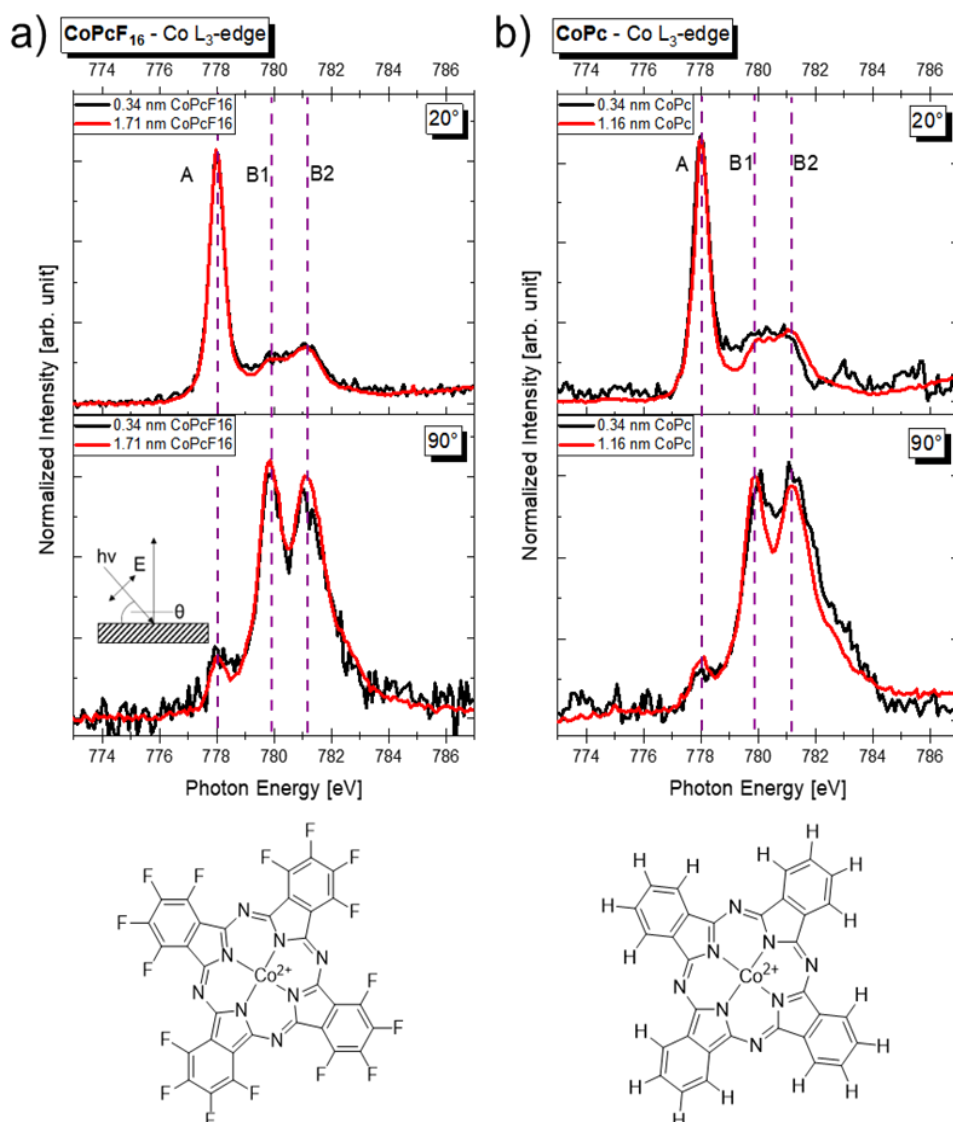 a)
CoPcF₁₆ - Co L₃-edge
774 776 778 780 782 784 786
0.34 nm CoPcF16
1.71 nm CoPcF16
20°
A B1 B2
0.34 nm CoPcF16
1.71 nm CoPcF16
90°
hν
E
θ
Normalized Intensity [arb. unit]
774 776 778 780 782 784 786
Photon Energy [eV]
b)
CoPc - Co L₃-edge
774 776 778 780 782 784 786
0.34 nm CoPc
1.16 nm CoPc
20°
A B1 B2
0.34 nm CoPc
1.16 nm CoPc
90°
Normalized Intensity [arb. unit]
774 776 778 780 782 784 786
Photon Energy [eV]
F
F F
F F
F F
N
F N F
N Co²⁺ N
N N
N F
F N F
F F
F F
F
H
H H
H H
N
H N H
N Co²⁺ N
N N
N H
H N H
H H
H